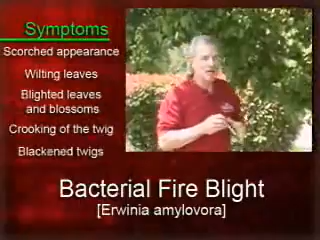 Symptoms
Scorched appearance
Wilting leaves
Blighted leaves
and blossoms
Crooking of the twig
Blackened twigs
Bacterial Fire Blight
[Erwinia amylovora]